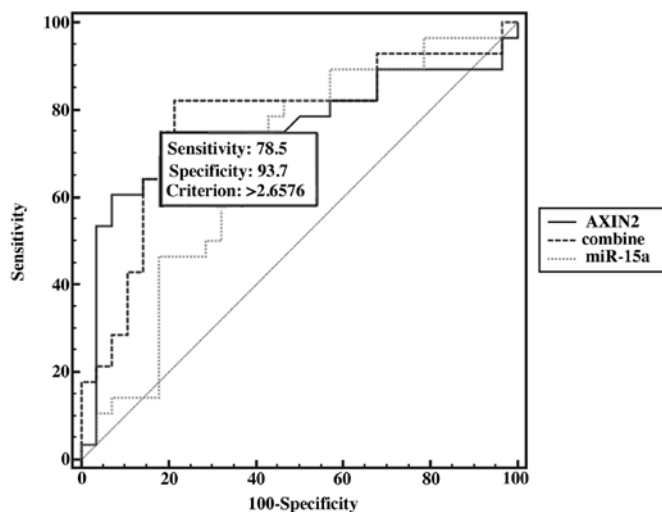 100
80
60
40
20
0
Sensitivity
Sensitivity: 78.5
Specificity: 93.7
Criterion: >2.6576
0 20 40 60 80 100
100-Specificity
AXIN2
combine
miR-15a